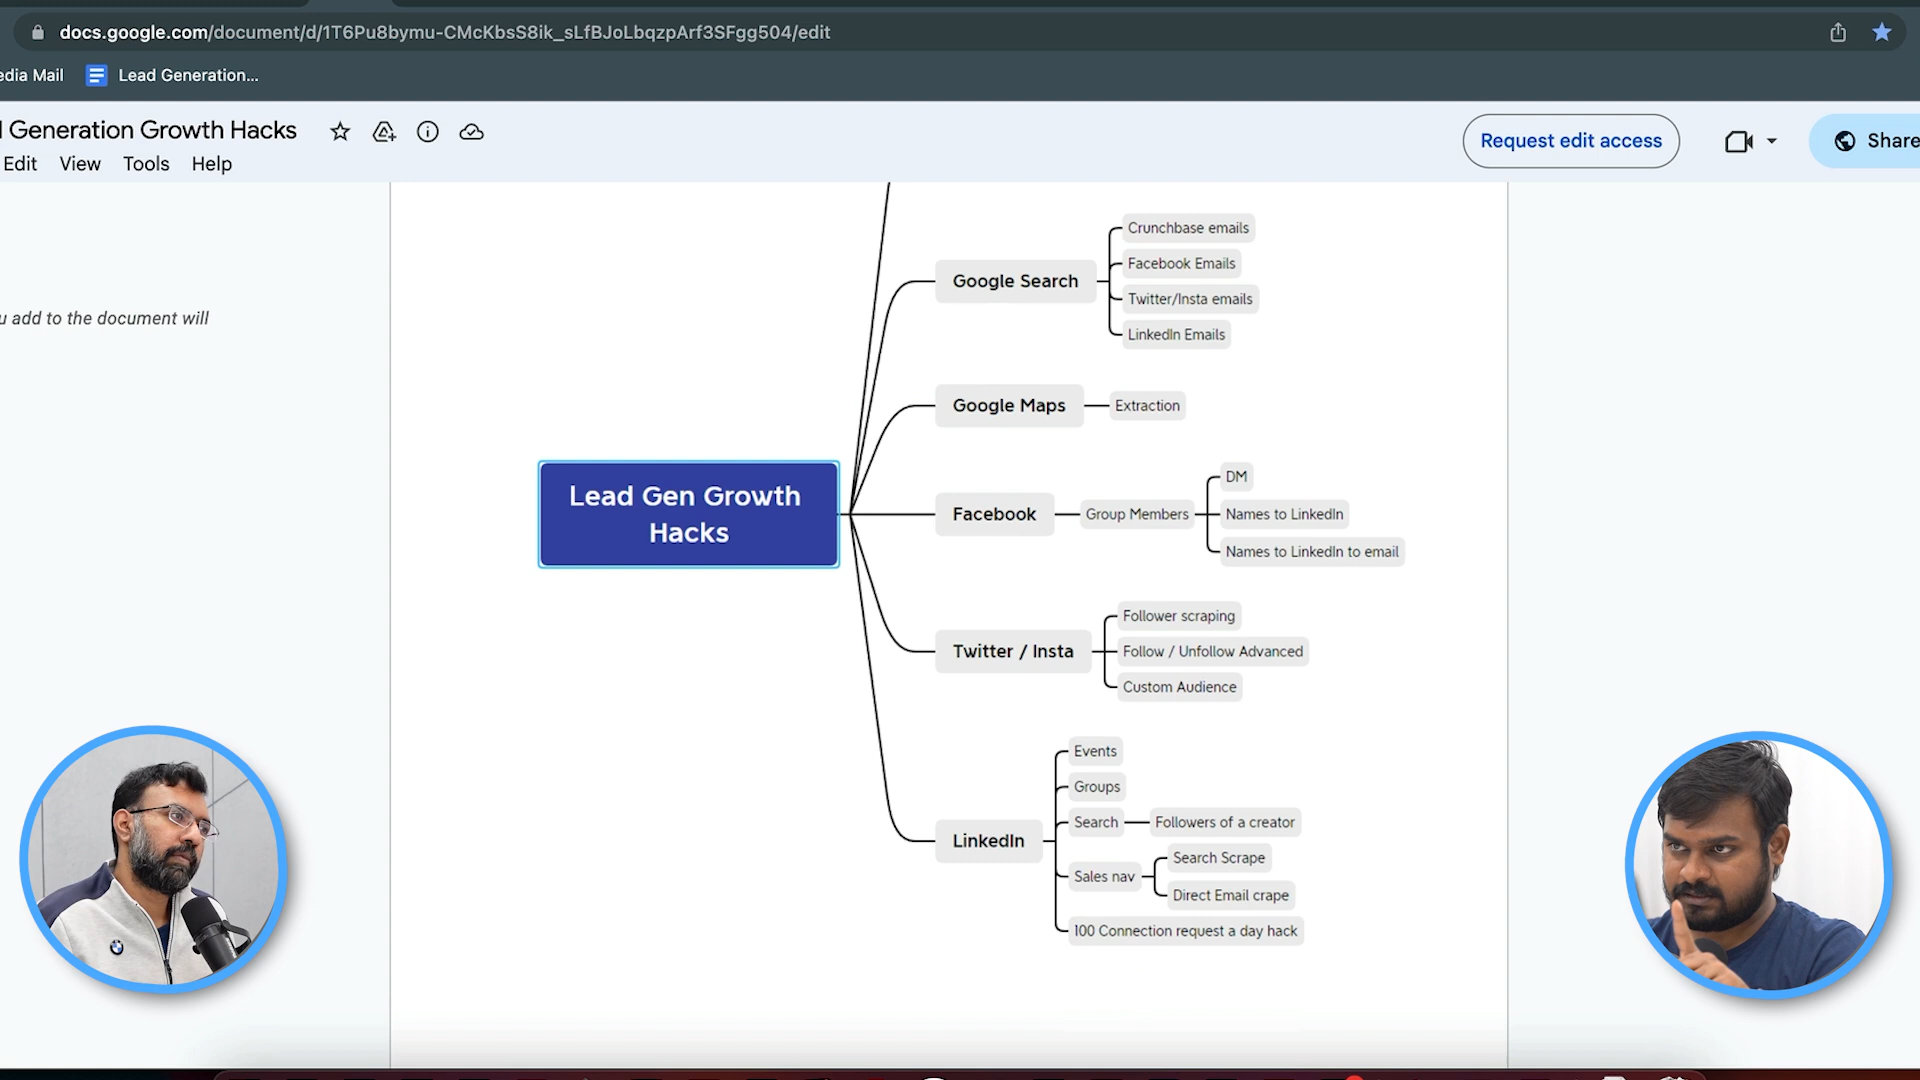 docs.google.com/document/d/1T6Pu8bymu-CMcKbsS8ik_sLfBJoLbqzpArf3SFgg504/edit
edia Mail
Lead Generation...
Generation Growth Hacks
Edit View Tools Help
Request edit access
Share
u add to the document will
Lead Gen Growth
Hacks
Google Search
Crunchbase emails
Facebook Emails
Twitter/Insta emails
LinkedIn Emails
Google Maps
Extraction
Facebook
Group Members
DM
Names to LinkedIn
Names to LinkedIn to email
Twitter / Insta
Follower scraping
Follow / Unfollow Advanced
Custom Audience
LinkedIn
Events
Groups
Search
Followers of a creator
Sales nav
Search Scrape
Direct Email crape
100 Connection request a day hack